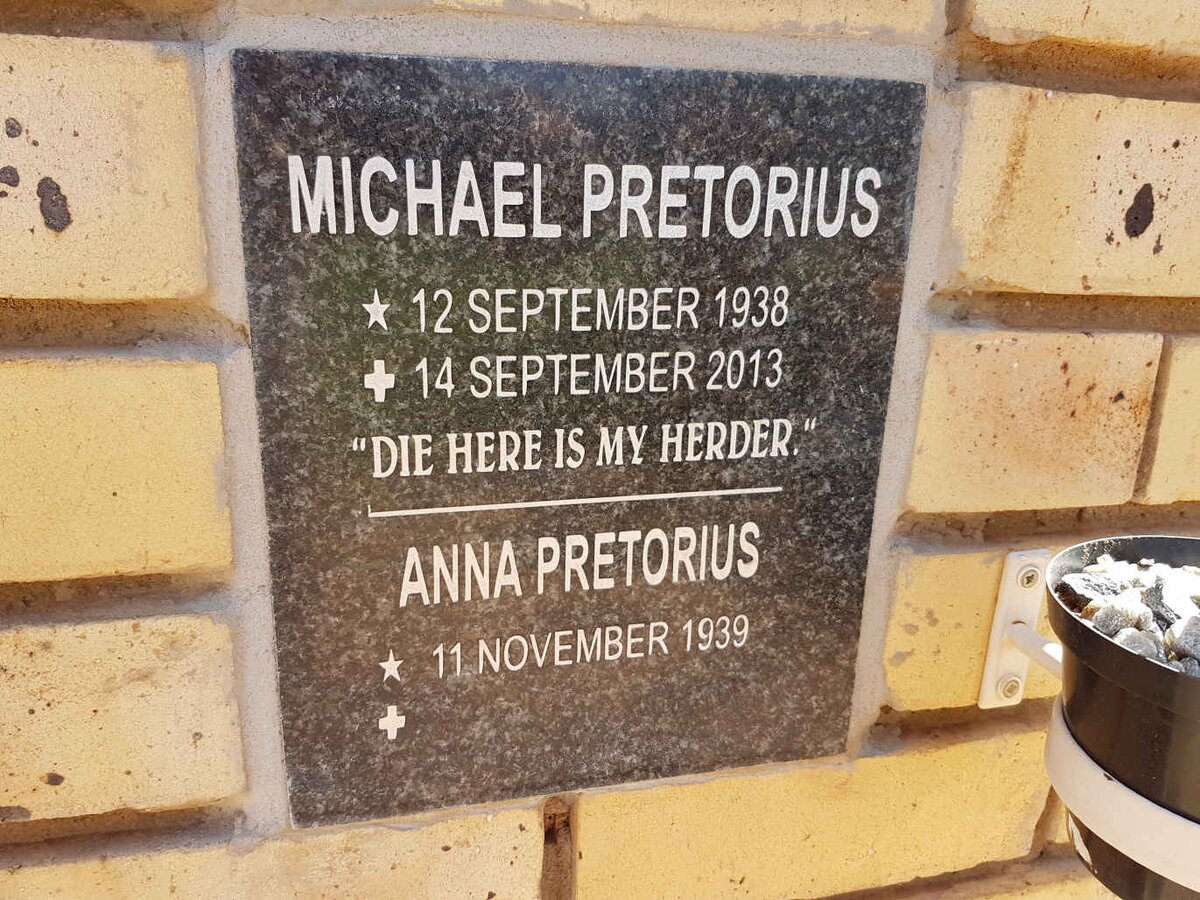 MICHAEL PRETORIUS
★ 12 SEPTEMBER 1938
✚ 14 SEPTEMBER 2013
"DIE HERE IS MY HERDER."
ANNA PRETORIUS
★ 11 NOVEMBER 1939
✚